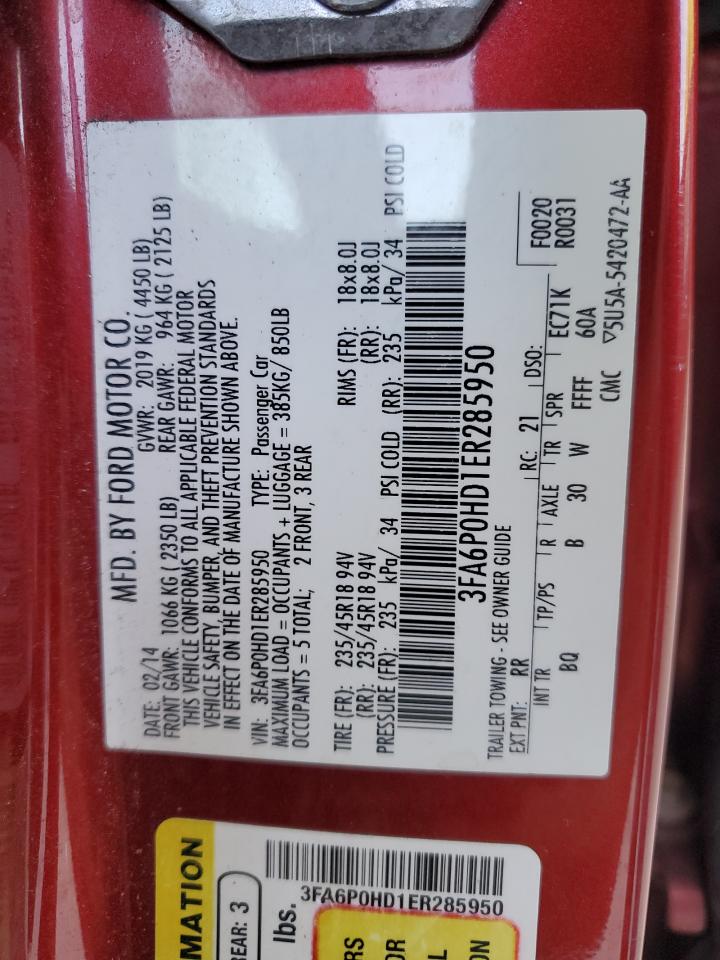 MFD. BY FORD MOTOR CO.
DATE: 02/14 GVWR: 2019 KG ( 4450 LB)
FRONT GAWR: 1066 KG ( 2350 LB) REAR GAWR: 964 KG ( 2125 LB)
THIS VEHICLE CONFORMS TO ALL APPLICABLE FEDERAL MOTOR
VEHICLE SAFETY, BUMPER, AND THEFT PREVENTION STANDARDS
IN EFFECT ON THE DATE OF MANUFACTURE SHOWN ABOVE.
VIN: 3FA6P0HD1ER285950 TYPE: Passenger Car
MAXIMUM LOAD = OCCUPANTS + LUGGAGE = 385KG/ 850LB
OCCUPANTS = 5 TOTAL; 2 FRONT, 3 REAR
TIRE (FR): 235/45R18 94V RIMS (FR): 18x8.0J
(RR): 235/45R18 94V (RR): 18x8.0J
PRESSURE (FR): 235 kPa/ 34 PSI COLD (RR): 235 kPa/ 34 PSI COLD
3FA6P0HD1ER285950
TRAILER TOWING - SEE OWNER GUIDE
EXT PNT: RR RC: 21 DSO: F0020
R0031
INT TR TP/PS R AXLE TR SPR
BQ B 30 W FFFF EC71K
60A
CMC ▽5U5A-5420472-AA
MATION
EAR: 3
lbs.
3FA6P0HD1ER285950
RS
OR
L
ON